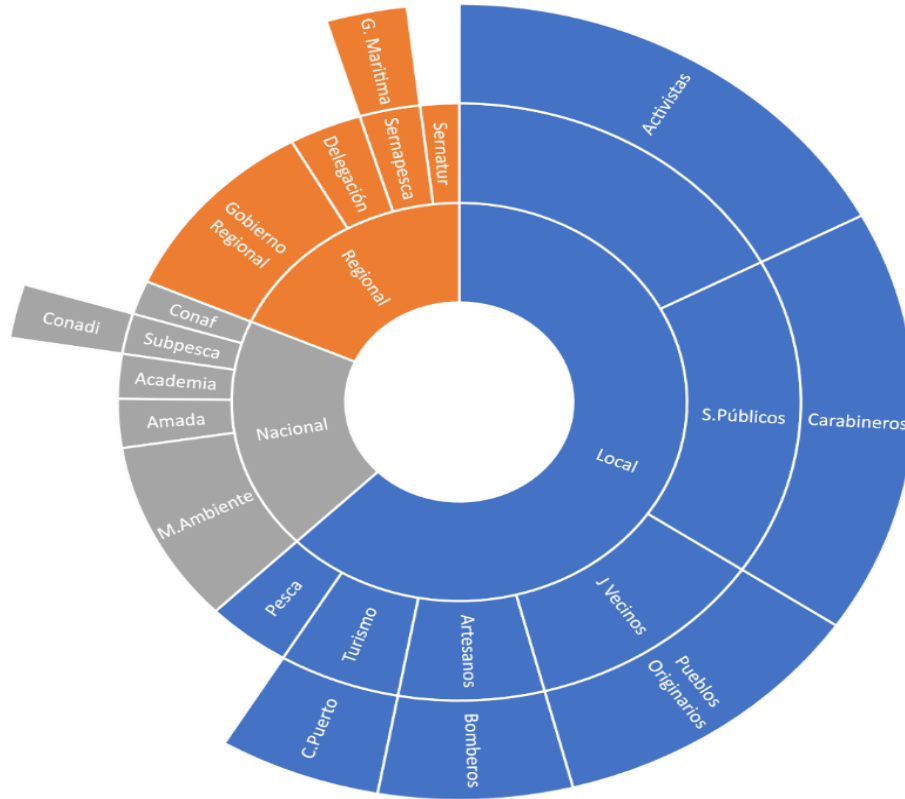 G. Maritima
Activistas
Sernatur
Sernapesca
Delegación
Gobierno
Regional
Regional
Conaf
Conadi
Subpesca
Academia
Amada
Nacional
M.Ambiente
S.Públicos
Carabineros
Local
Pesca
Turismo
Artesanos
J Vecinos
Pueblos
Originarios
C.Puerto
Bomberos